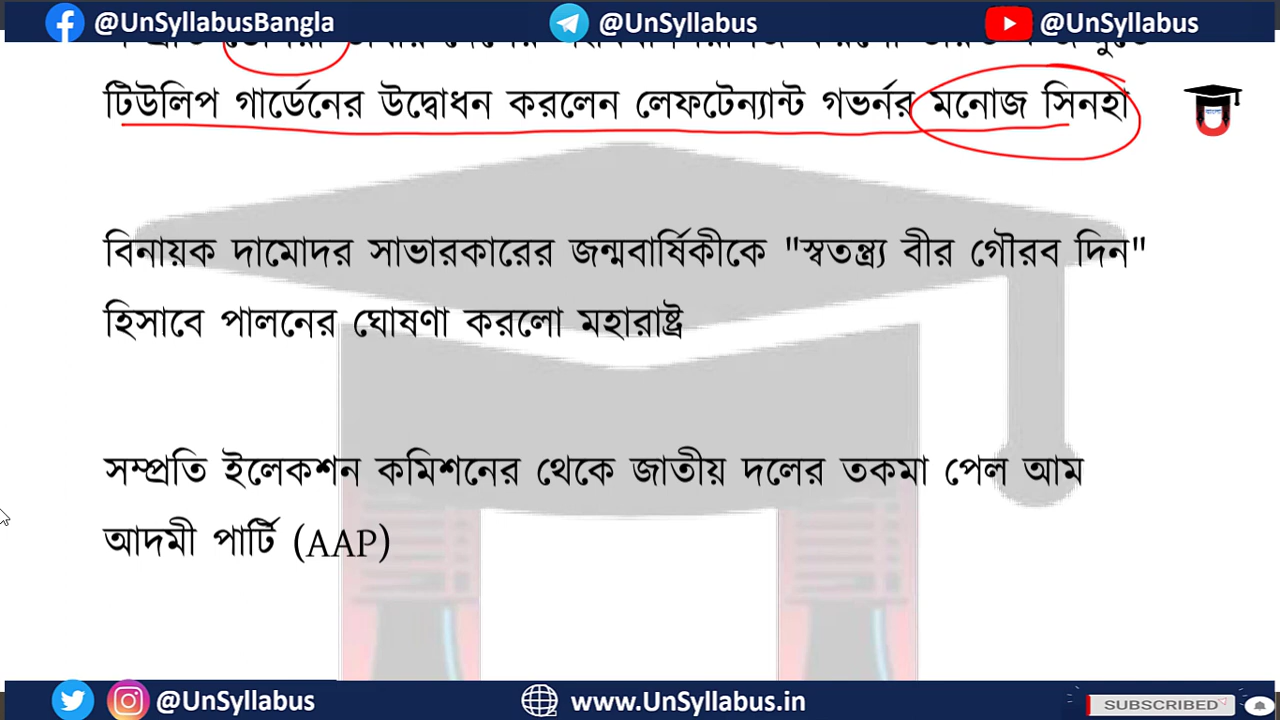 @UnSyllabusBangla @UnSyllabus @UnSyllabus
টিউলিপ গার্ডেনের উদ্বোধন করলেন লেফটেন্যান্ট গভর্নর মনোজ সিনহা
বিনায়ক দামোদর সাভারকারের জন্মবার্ষিকীকে "স্বতন্ত্র্য বীর গৌরব দিন"
হিসাবে পালনের ঘোষণা করলো মহারাষ্ট্র
সম্প্রতি ইলেকশন কমিশনের থেকে জাতীয় দলের তকমা পেল আম
আদমী পার্টি (AAP)
@UnSyllabus www.UnSyllabus.in SUBSCRIBED